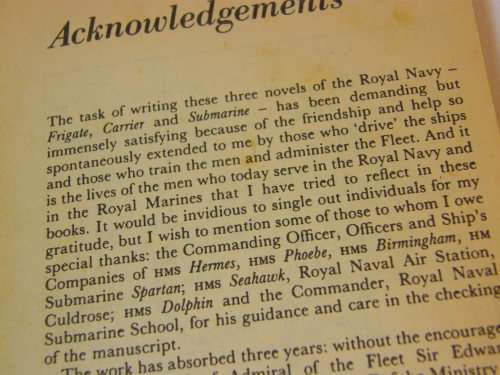 Acknowledgements
The task of writing these three novels of the Royal Navy –
Frigate, Carrier and Submarine – has been demanding but
immensely satisfying because of the friendship and help so
spontaneously extended to me by those who ‘drive’ the ships
and those who train the men and administer the Fleet. And it
is the lives of the men who today serve in the Royal Navy and
in the Royal Marines that I have tried to reflect in these
books. It would be invidious to single out individuals for my
gratitude, but I wish to mention some of those to whom I owe
special thanks: the Commanding Officer, Officers and Ship’s
Companies of HMS Hermes, HMS Phoebe, HMS Birmingham, HM
Submarine Spartan; HMS Seahawk, Royal Naval Air Station,
Culdrose; HMS Dolphin and the Commander, Royal Naval
Submarine School, for his guidance and care in the checking
of the manuscript.
The work has absorbed three years: without the encourage
Admiral of the Fleet Sir Edwar
the Ministry